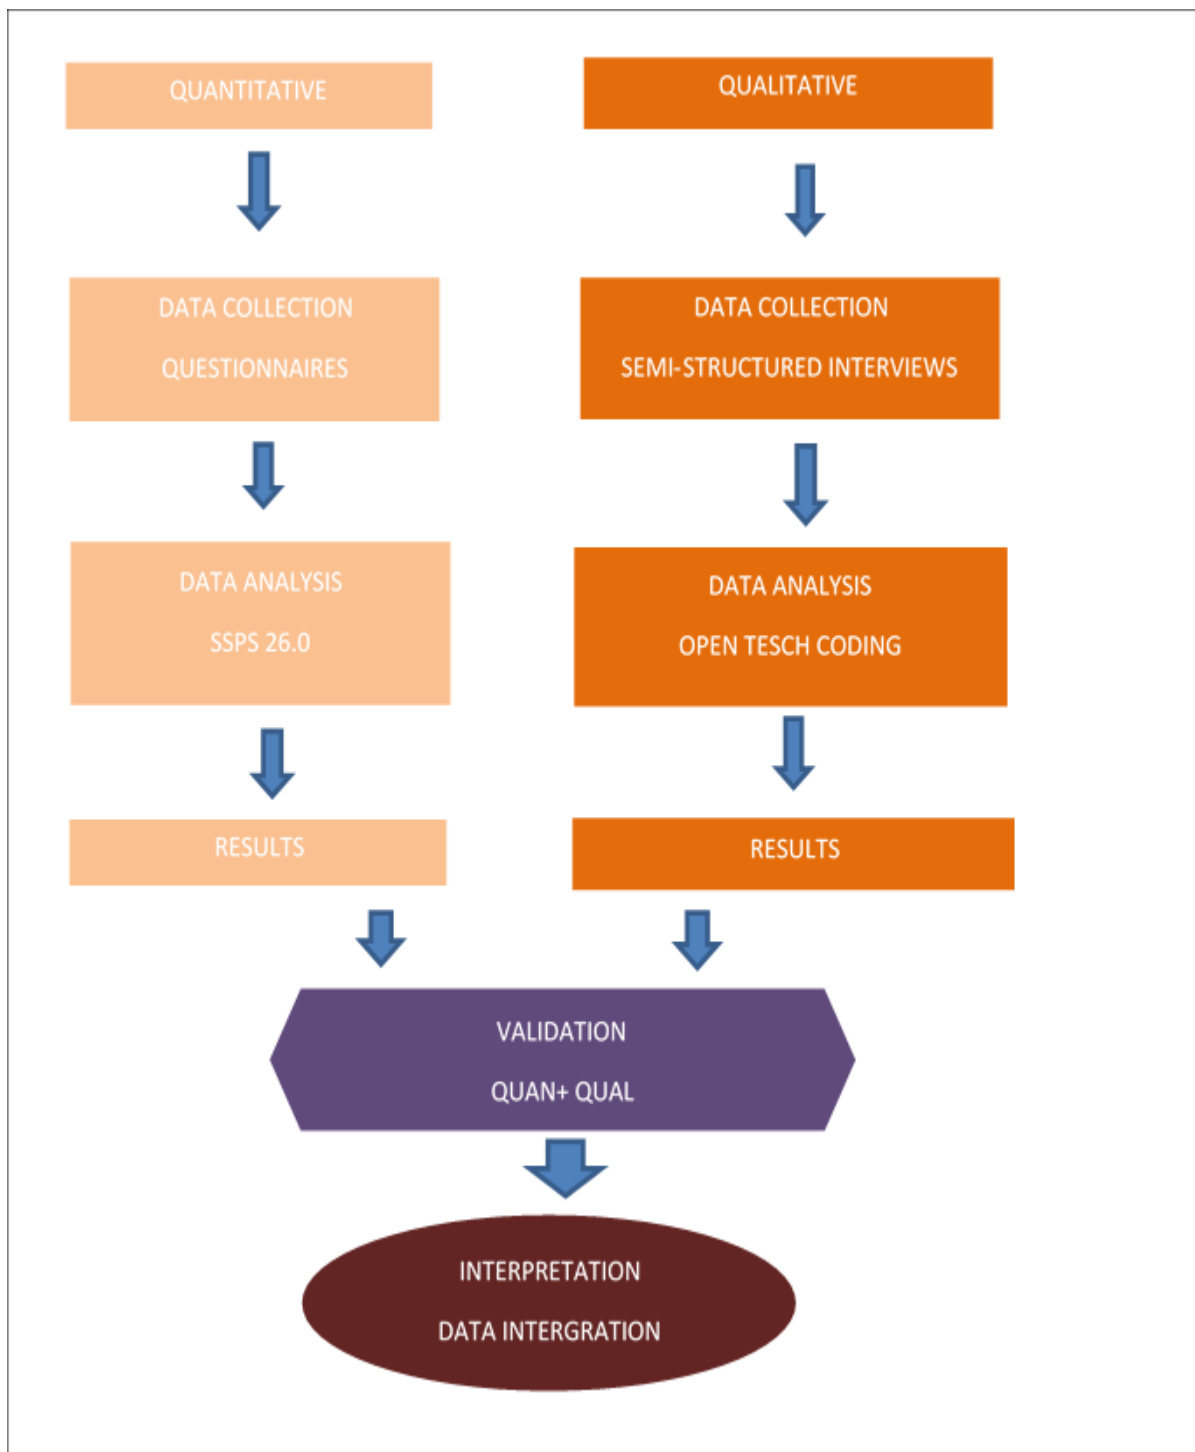 QUANTITATIVE
QUALITATIVE
DATA COLLECTION
QUESTIONNAIRES
DATA COLLECTION
SEMI-STRUCTURED INTERVIEWS
DATA ANALYSIS
SSPS 26.0
DATA ANALYSIS
OPEN TESCH CODING
RESULTS
RESULTS
VALIDATION
QUAN+ QUAL
INTERPRETATION
DATA INTERGRATION